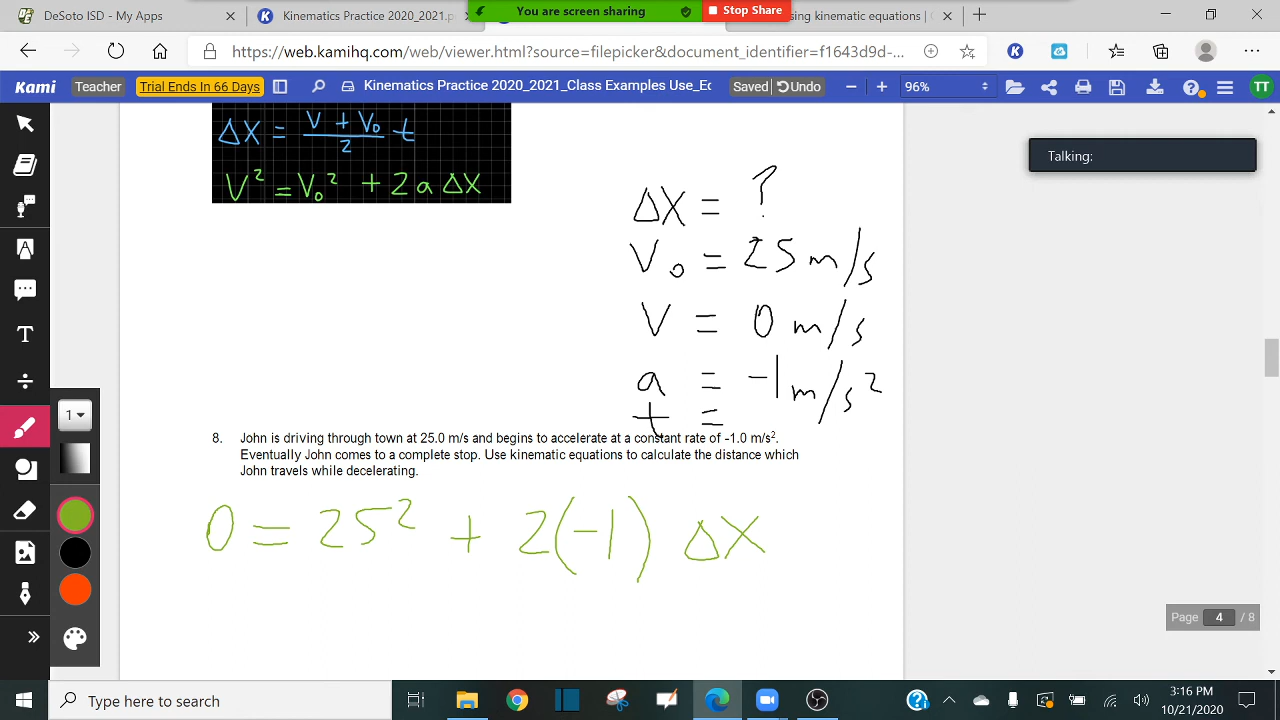 DeSoto ISD - My Apps
Kinematics Practice 2020_2021.p
You are screen sharing
Stop Share
sing kinematic equations | C
https://web.kamihq.com/web/viewer.html?source=filepicker&document_identifier=f1643d9d-...
Kami Teacher Trial Ends In 66 Days Kinematics Practice 2020_2021_Class Examples Use_Ec Saved Undo 96% TT
Talking:
ΔX = (V + V₀)/2 t
V² = V₀² + 2 a ΔX
ΔX = ?
V₀ = 25 m/s
V = 0 m/s
a = -1 m/s²
t =
8. John is driving through town at 25.0 m/s and begins to accelerate at a constant rate of -1.0 m/s².
Eventually John comes to a complete stop. Use kinematic equations to calculate the distance which
John travels while decelerating.
0 = 25² + 2(-1) ΔX
1
Page 4 / 8
Type here to search
3:16 PM
10/21/2020